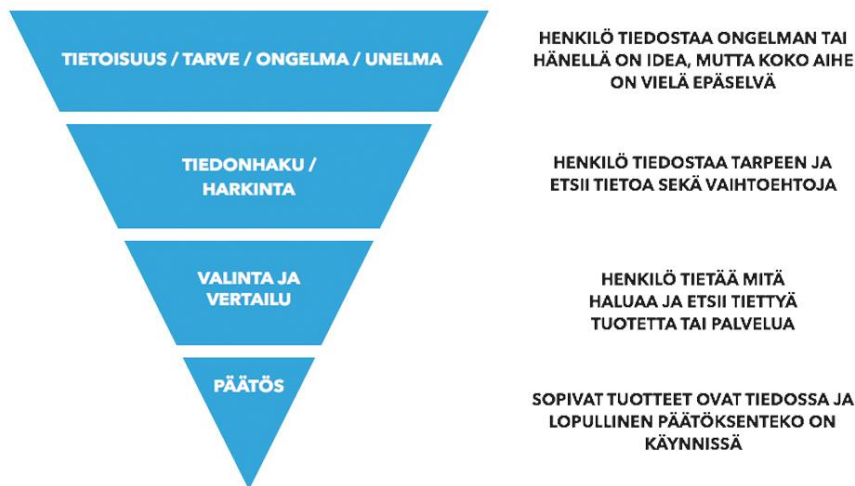 TIETOISUUS / TARVE / ONGELMA / UNELMA
HENKILÖ TIEDOSTAA ONGELMAN TAI
HÄNELLÄ ON IDEA, MUTTA KOKO AIHE
ON VIELÄ EPÄSELVÄ
TIEDONHAKU /
HARKINTA
HENKILÖ TIEDOSTAA TARPEEN JA
ETSII TIETOA SEKÄ VAIHTOEHTOJA
VALINTA JA
VERTAILU
HENKILÖ TIETÄÄ MITÄ
HALUAA JA ETSII TIETTYÄ
TUOTETTA TAI PALVELUA
PÄÄTÖS
SOPIVAT TUOTTEET OVAT TIEDOSSA JA
LOPULLINEN PÄÄTÖKSENTEKO ON
KÄYNNISSÄ